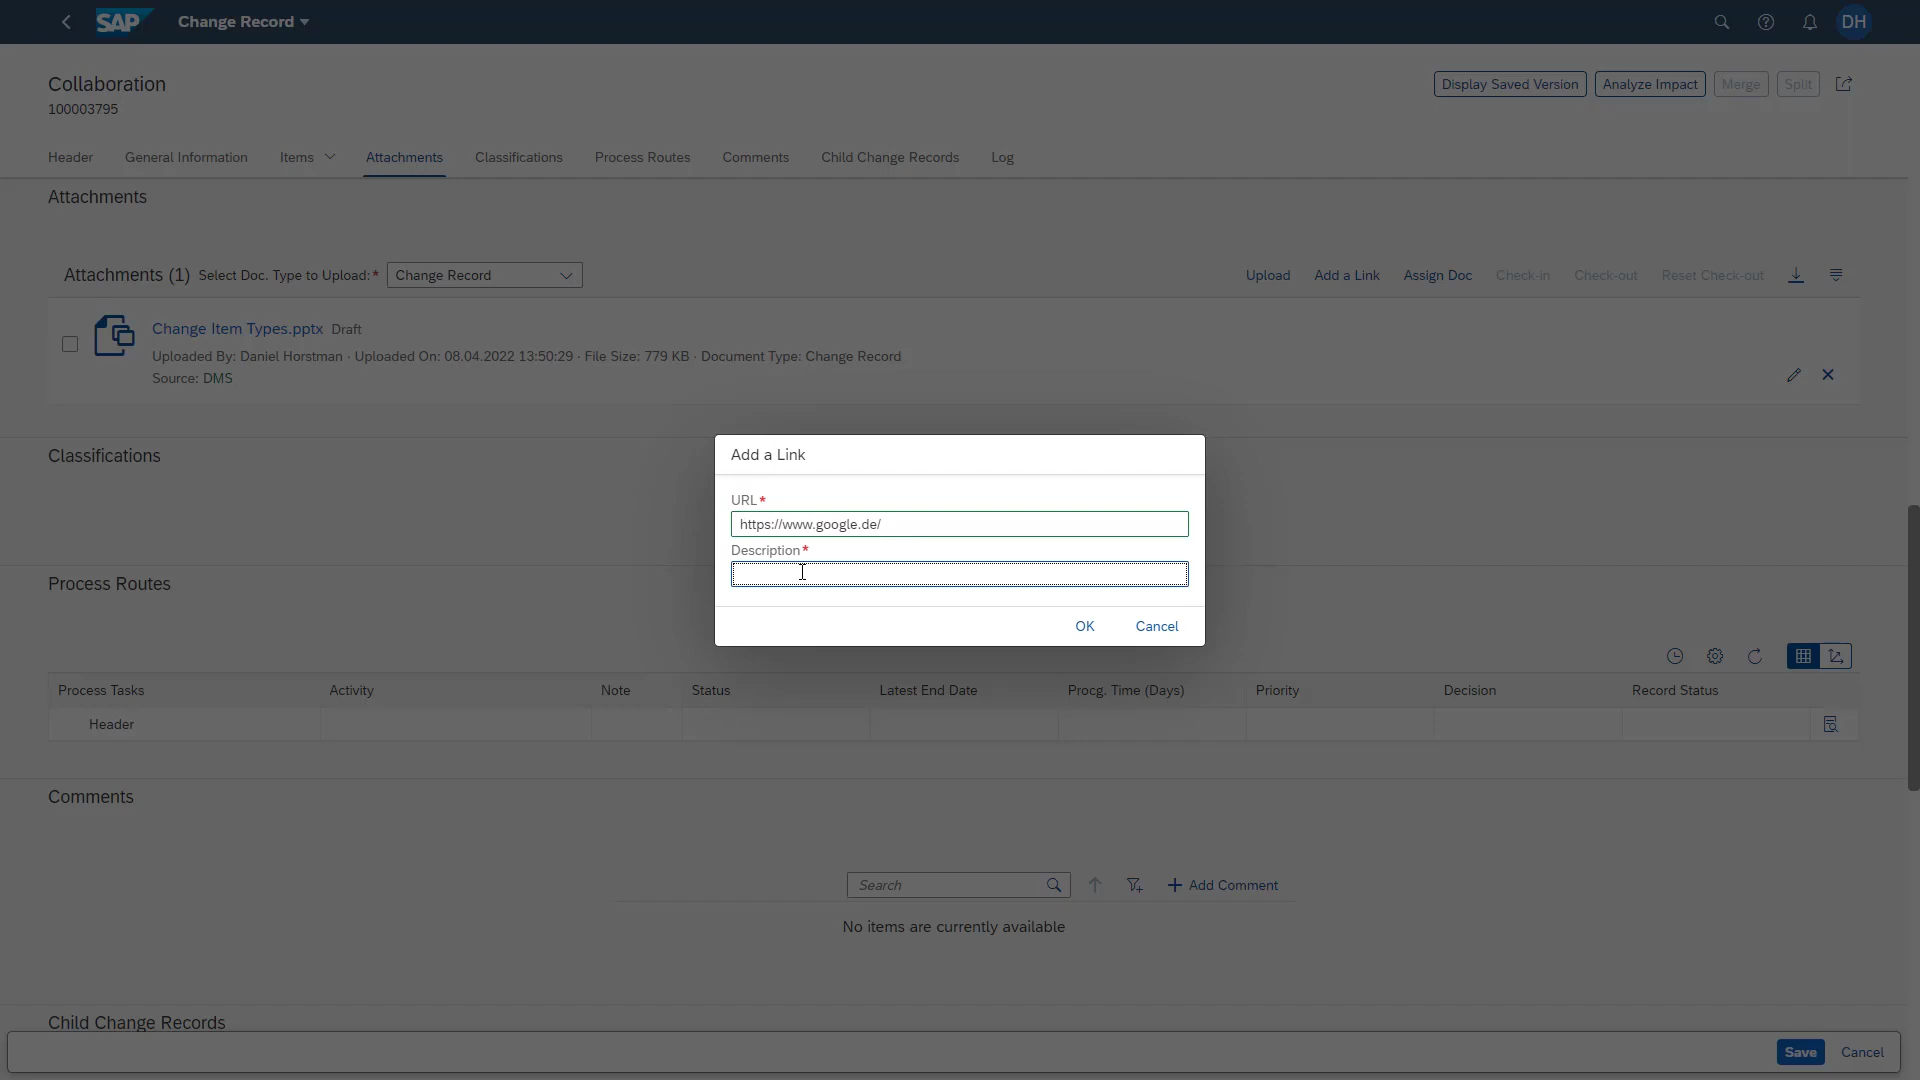 SAP Change Record
DH
Collaboration
100003795
Display Saved Version Analyze Impact Merge Split
Header General Information Items Attachments Classifications Process Routes Comments Child Change Records Log
Attachments
Attachments (1) Select Doc. Type to Upload:* Change Record Upload Add a Link Assign Doc Check-in Check-out Reset Check-out
Change Item Types.pptx Draft
Uploaded By: Daniel Horstman · Uploaded On: 08.04.2022 13:50:29 · File Size: 779 KB · Document Type: Change Record
Source: DMS
Classifications
Add a Link
URL*
https://www.google.de/
Description*
OK Cancel
Process Routes
Process Tasks Activity Note Status Latest End Date Procg. Time (Days) Priority Decision Record Status
Header
Comments
Search Add Comment
No items are currently available
Child Change Records
Save Cancel